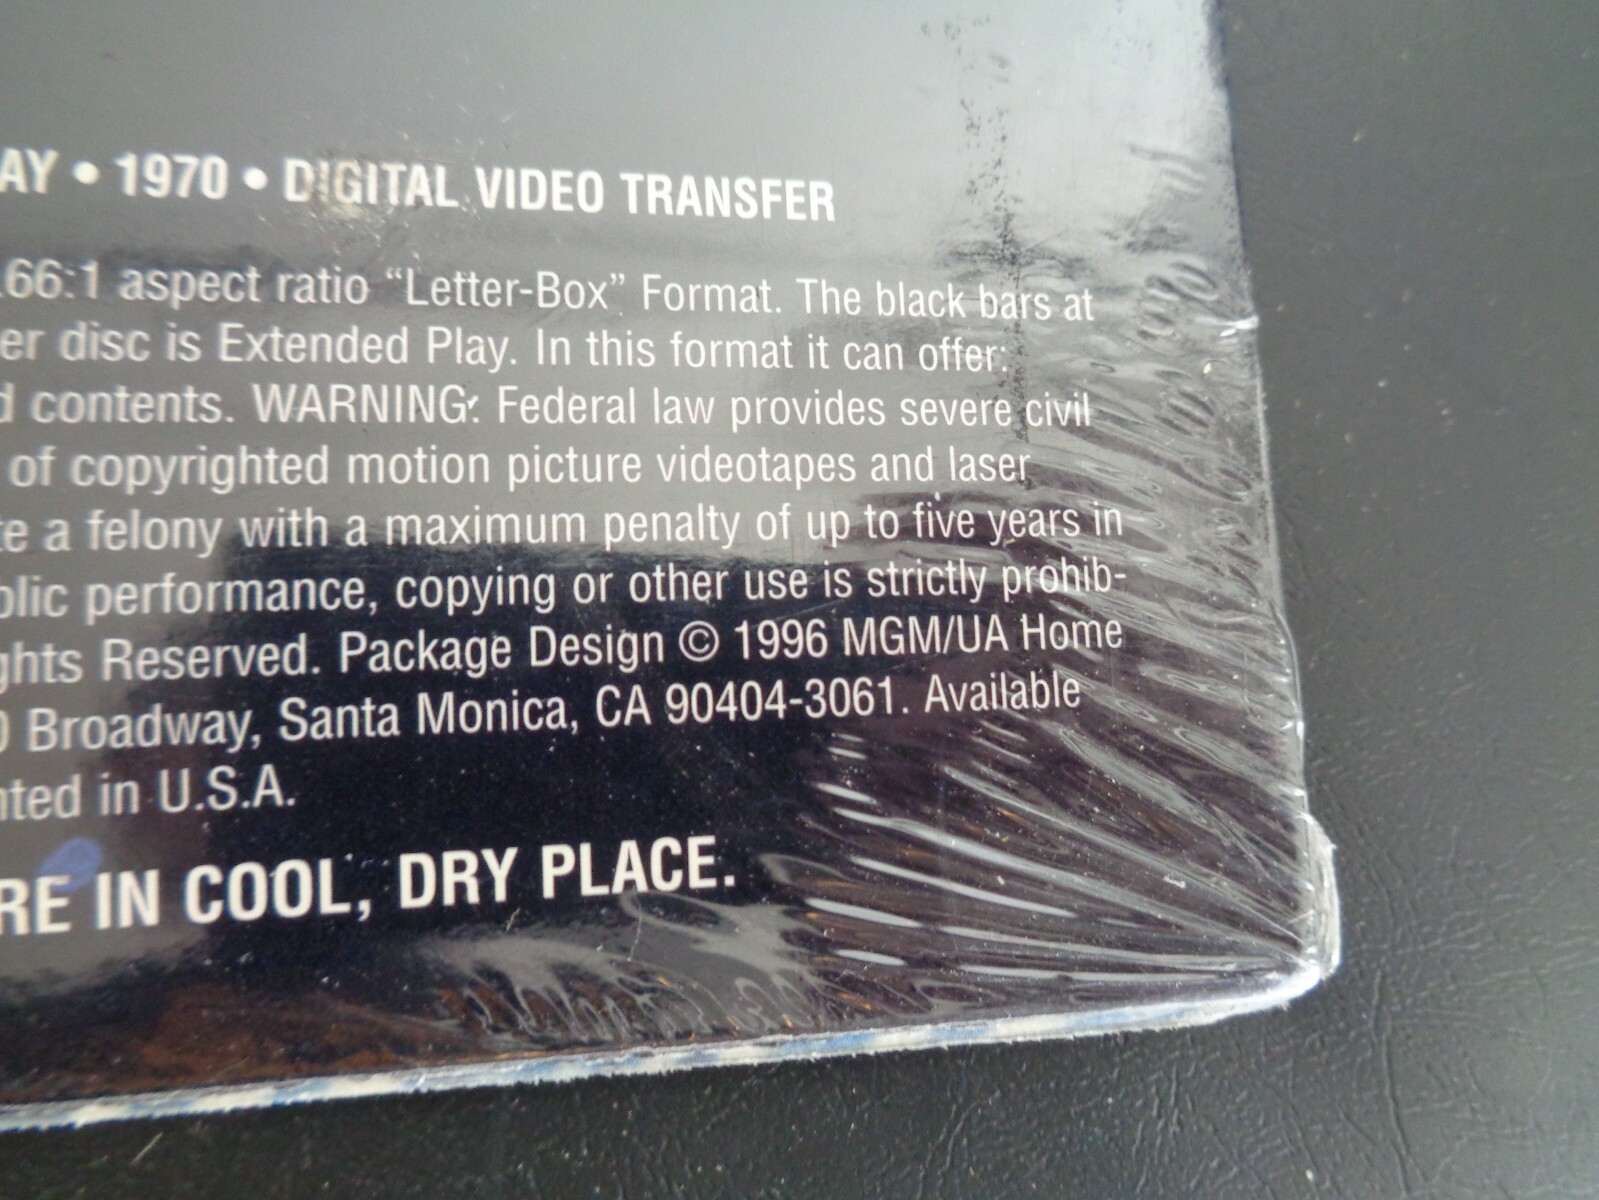 AY • 1970 • DIGITAL VIDEO TRANSFER
.66:1 aspect ratio “Letter-Box” Format. The black bars at
er disc is Extended Play. In this format it can offer:
d contents. WARNING: Federal law provides severe civil
of copyrighted motion picture videotapes and laser
te a felony with a maximum penalty of up to five years in
blic performance, copying or other use is strictly prohib-
ghts Reserved. Package Design © 1996 MGM/UA Home
0 Broadway, Santa Monica, CA 90404-3061. Available
nted in U.S.A.
RE IN COOL, DRY PLACE.